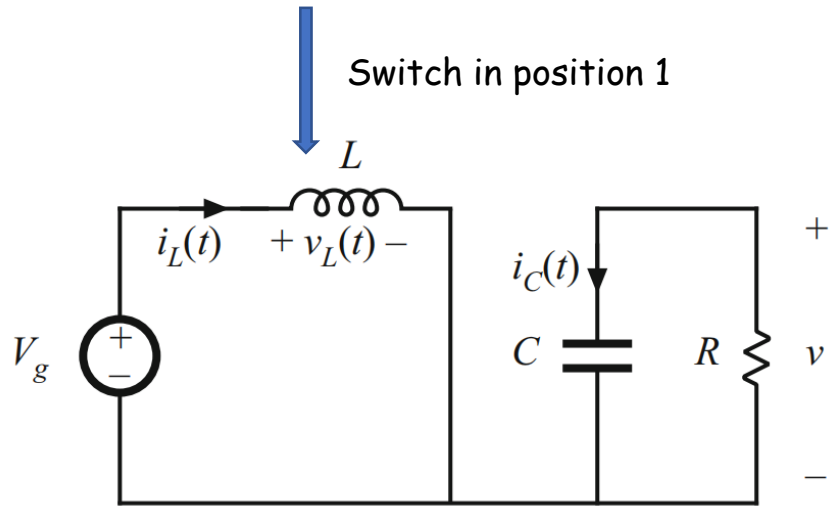 Switch in position 1
L
i_L(t)
+ v_L(t) −
+
i_C(t)
V_g
+
−
C
R
v
−